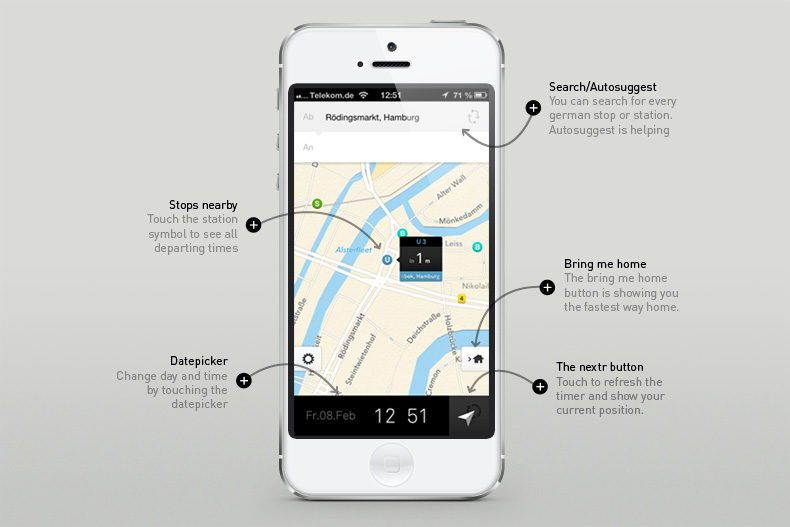 Telekom.de 12:51 71 %
Ab Rödingsmarkt, Hamburg
An
Search/Autosuggest
You can search for every
german stop or station.
Autosuggest is helping
Stops nearby
Touch the station
symbol to see all
departing times
Bring me home
The bring me home
button is showing you
the fastest way home.
Datepicker
Change day and time
by touching the
datepicker
The nextr button
Touch to refresh the
timer and show your
current position.
Alter Wall
Mönkedamm
S
B
Leiss
B
Alsterfleet
U
U3
in 1 m
-bek, Hamburg
Nikolai
4
Deichstraße
Holzbrücke
Rödingsmarkt
Steintwietenhof
Cremon
straße
Fr.08.Feb 12 51